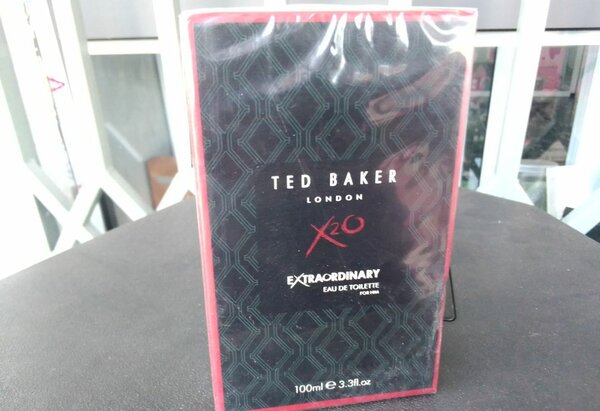 TED BAKER
LONDON
X2O
EXTRAORDINARY
EAU DE TOILETTE
FOR HIM
100ml ℮ 3.3fl.oz